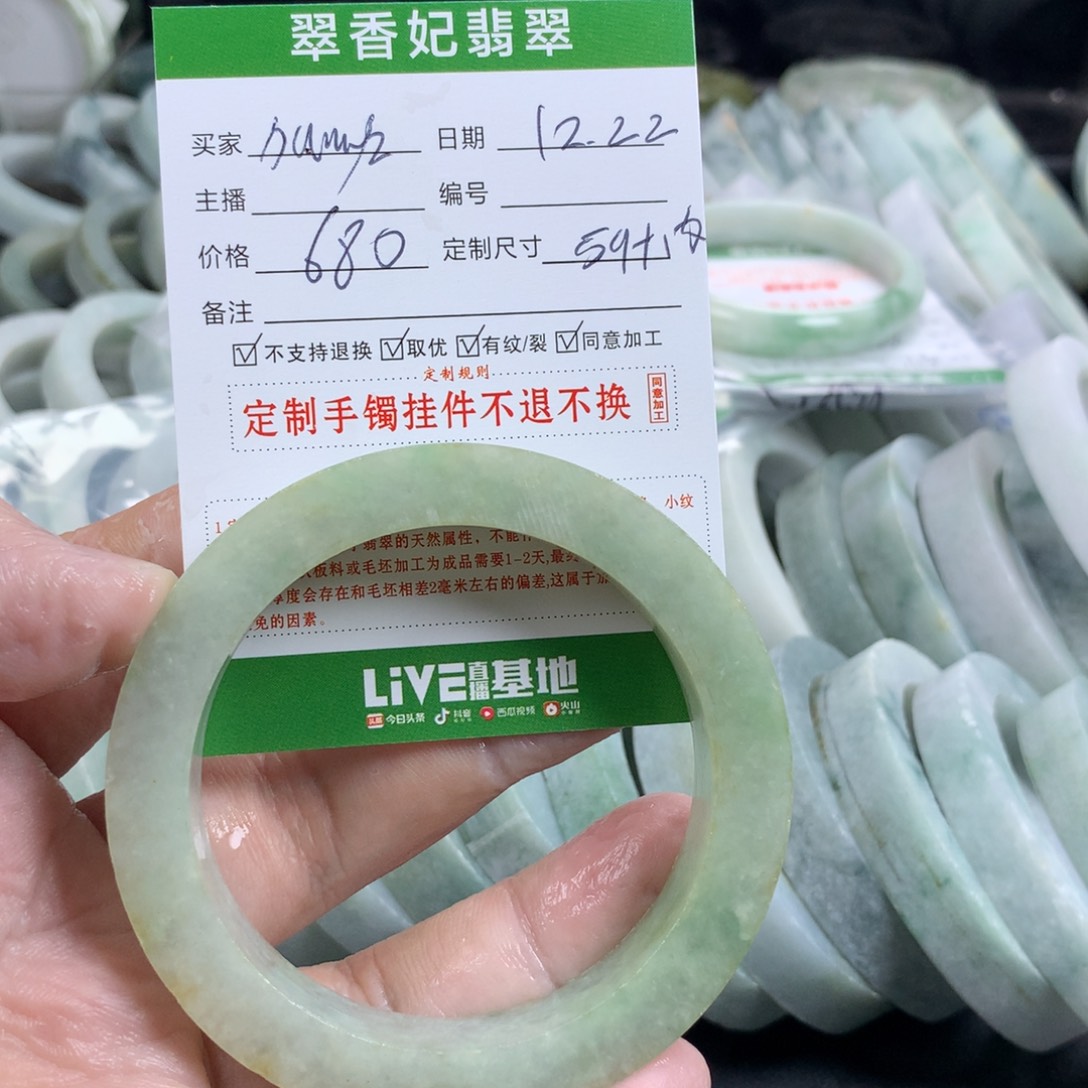 翠香妃翡翠
买家 日期 12.22
主播 编号
价格 680 定制尺寸 59
备注
不支持退换 取优 有纹/裂 同意加工
定制规则
定制手镯挂件不退不换 同意加工
小纹
翡翠的天然属性，不能
板料或毛坯加工为成品需要1-2天,最
厚度会存在和毛坯相差2毫米左右的偏差,这属于
免的因素。
LiVE直播基地
头条 今日头条 抖音 西瓜视频 火山